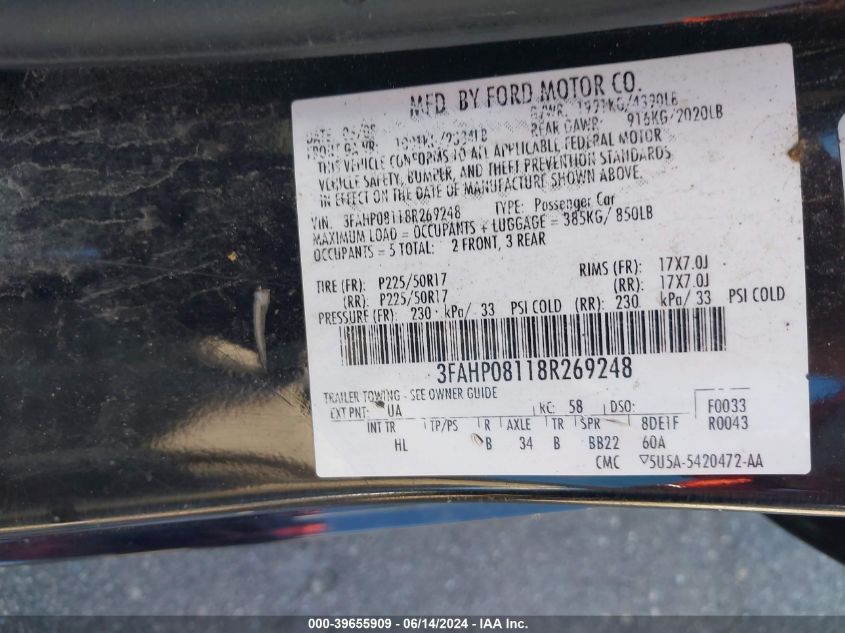 MFD. BY FORD MOTOR CO.
DATE
GVWR: /4390LB
FRONT GAWR: /2334LB
REAR GAWR: 916KG/2020LB
THIS VEHICLE CONFORMS TO ALL APPLICABLE FEDERAL MOTOR
VEHICLE SAFETY, BUMPER, AND THEFT PREVENTION STANDARDS
IN EFFECT ON THE DATE OF MANUFACTURE SHOWN ABOVE.
VIN: 3FAHP08118R269248 TYPE: Passenger Car
MAXIMUM LOAD = OCCUPANTS + LUGGAGE = 385KG/ 850LB
OCCUPANTS = 5 TOTAL: 2 FRONT, 3 REAR
TIRE (FR): P225/50R17 RIMS (FR): 17X7.0J
(RR): P225/50R17 (RR): 17X7.0J
PRESSURE (FR): 230 kPa/ 33 PSI COLD (RR): 230 kPa/ 33 PSI COLD
3FAHP08118R269248
TRAILER TOWING - SEE OWNER GUIDE
EXT PNT: UA RC: 58 DSO: F0033
INT TR TP/PS R AXLE TR SPR 8DE1F R0043
HL B 34 B BB22 60A
CMC ▽5U5A-5420472-AA
000-39655909 - 06/14/2024 - IAA Inc.